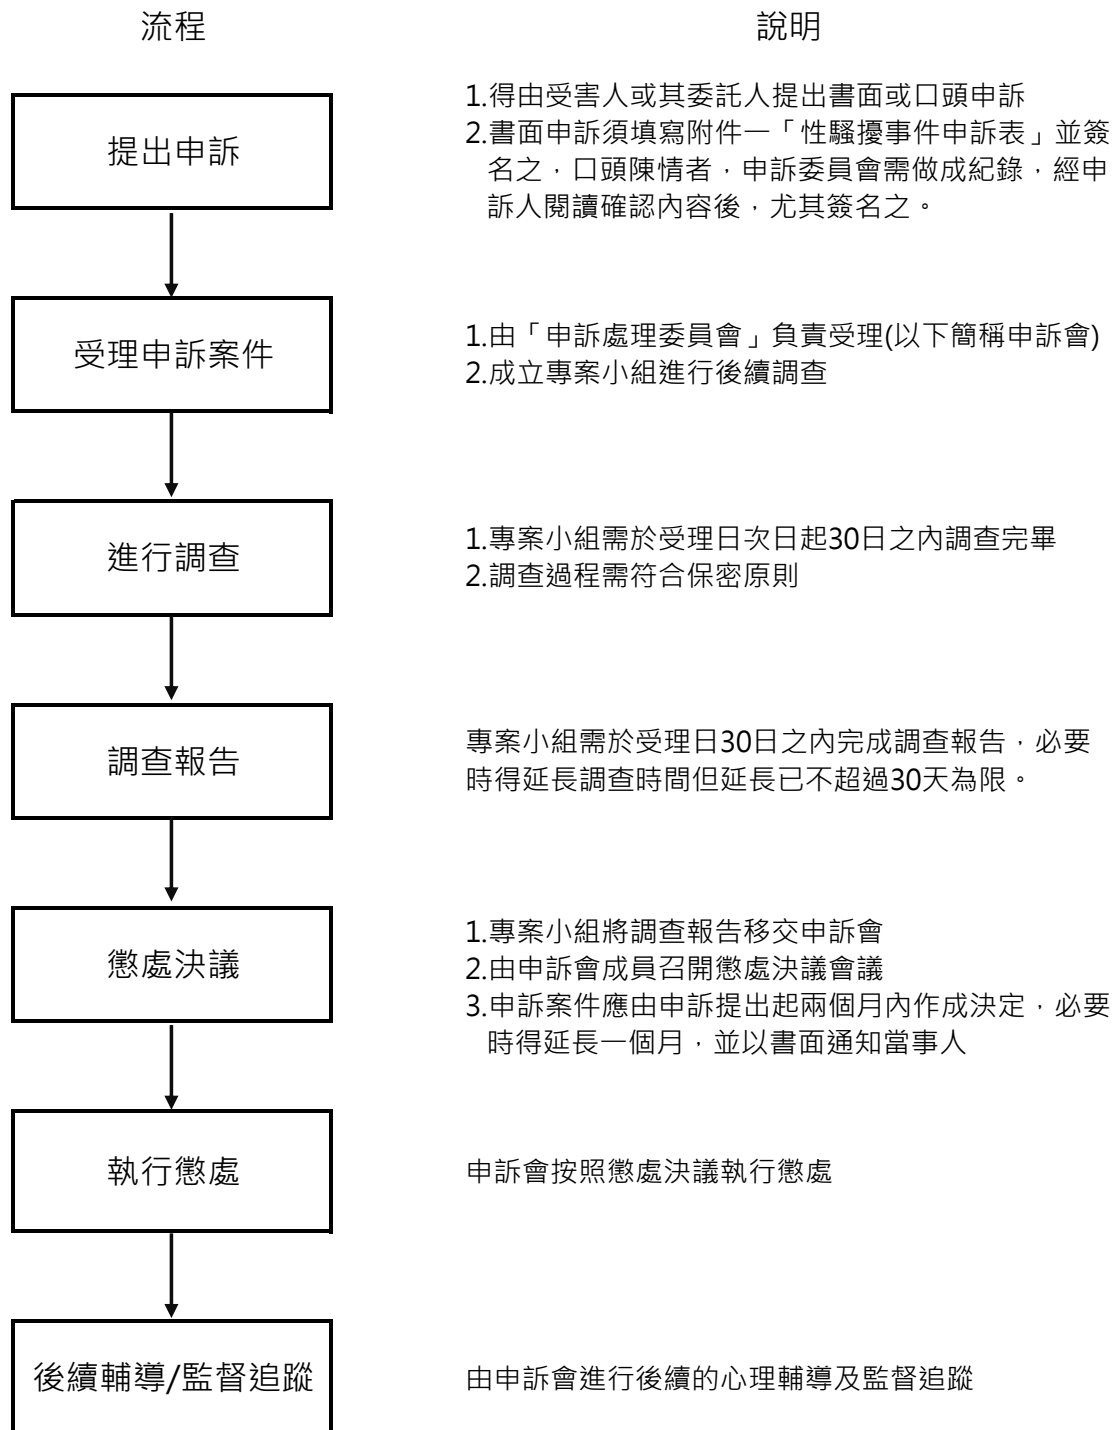 流程
說明
提出申訴
1.得由受害人或其委託人提出書面或口頭申訴
2.書面申訴須填寫附件一「性騷擾事件申訴表」並簽
名之，口頭陳情者，申訴委員會需做成紀錄，經申
訴人閱讀確認內容後，尤其簽名之。
受理申訴案件
1.由「申訴處理委員會」負責受理(以下簡稱申訴會)
2.成立專案小組進行後續調查
進行調查
1.專案小組需於受理日次日起30日之內調查完畢
2.調查過程需符合保密原則
調查報告
專案小組需於受理日30日之內完成調查報告，必要
時得延長調查時間但延長已不超過30天為限。
懲處決議
1.專案小組將調查報告移交申訴會
2.由申訴會成員召開懲處決議會議
3.申訴案件應由申訴提出起兩個月內作成決定，必要
時得延長一個月，並以書面通知當事人
執行懲處
申訴會按照懲處決議執行懲處
後續輔導/監督追蹤
由申訴會進行後續的心理輔導及監督追蹤